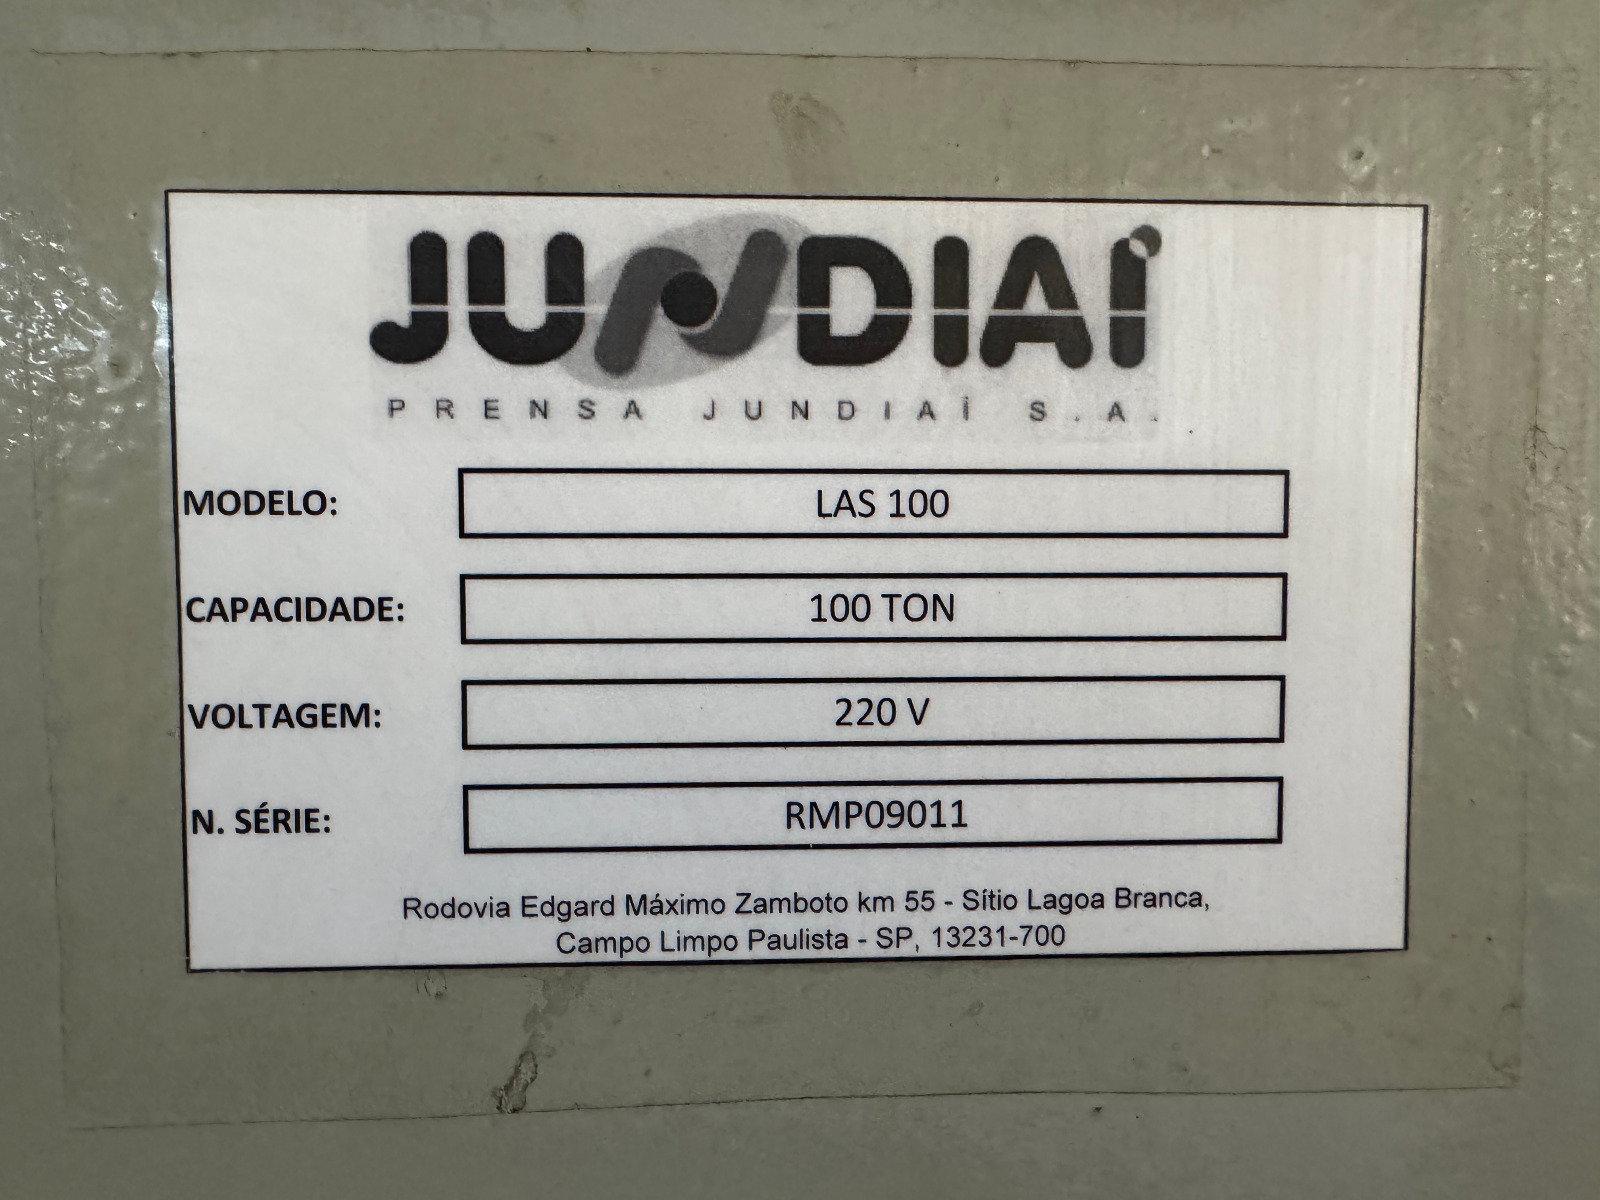 JUNDIAÍ
PRENSA JUNDIAÍ S.A.
MODELO: LAS 100
CAPACIDADE: 100 TON
VOLTAGEM: 220 V
N. SÉRIE: RMP09011
Rodovia Edgard Máximo Zamboto km 55 - Sítio Lagoa Branca,
Campo Limpo Paulista - SP, 13231-700